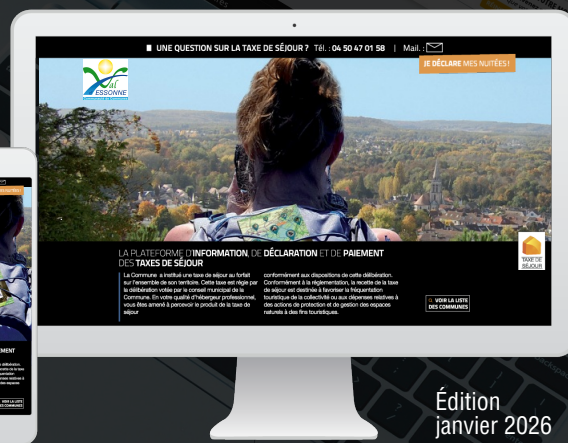 UNE QUESTION SUR LA TAXE DE SÉJOUR ? Tél. : 04 50 47 01 58 | Mail. :
JE DÉCLARE MES NUITÉES !
Val
ESSONNE
LA PLATEFORME D'INFORMATION, DE DÉCLARATION ET DE PAIEMENT
DES TAXES DE SÉJOUR
La Commune a institué une taxe de séjour au forfait
sur l'ensemble de son territoire. Cette taxe est régie par
la délibération votée par le conseil municipal de la
Commune. En votre qualité d'hébergeur professionnel,
vous êtes amené à percevoir le produit de la taxe de
séjour
conformément aux dispositions de cette délibération.
Conformément à la réglementation, la recette de la taxe
de séjour est destinée à favoriser la fréquentation
touristique de la collectivité ou aux dépenses relatives à
des actions de protection et de gestion des espaces
naturels à des fins touristiques.
TAXE DE
SÉJOUR
VOIR LA LISTE
DES COMMUNES
Édition
janvier 2026